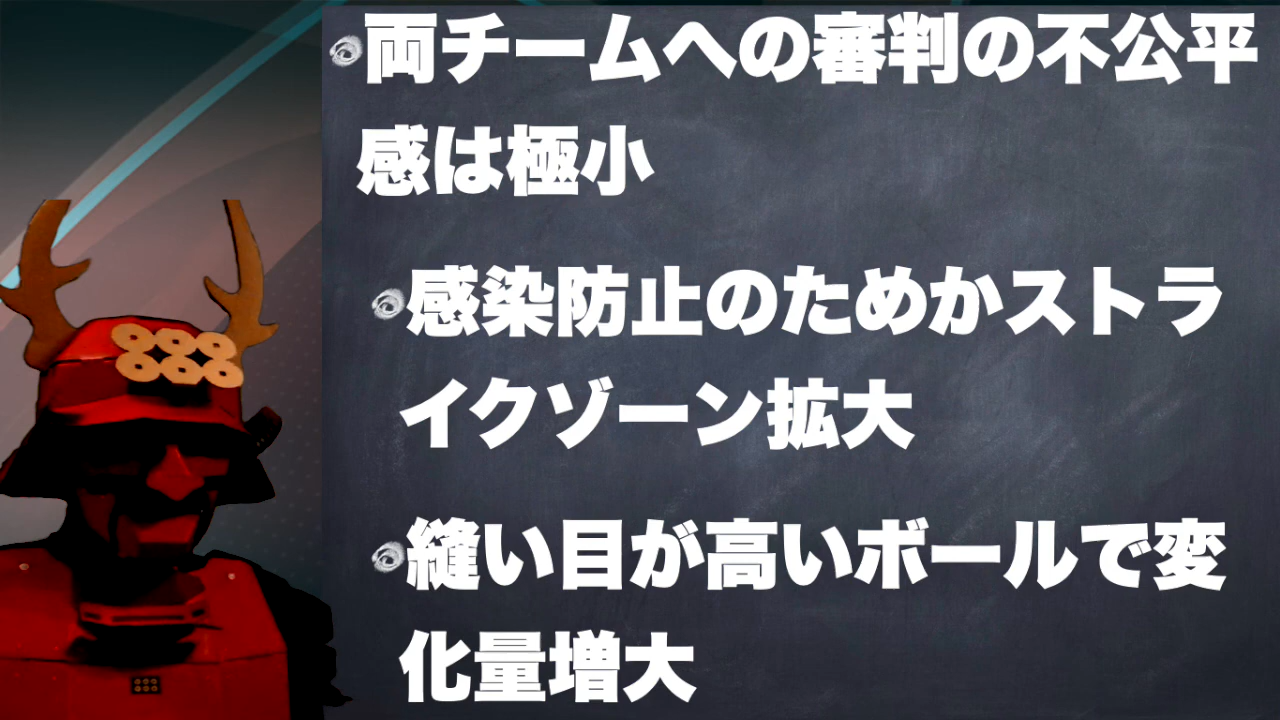 両チームへの審判の不公平
感は極小
感染防止のためかストラ
イクゾーン拡大
縫い目が高いボールで変
化量増大